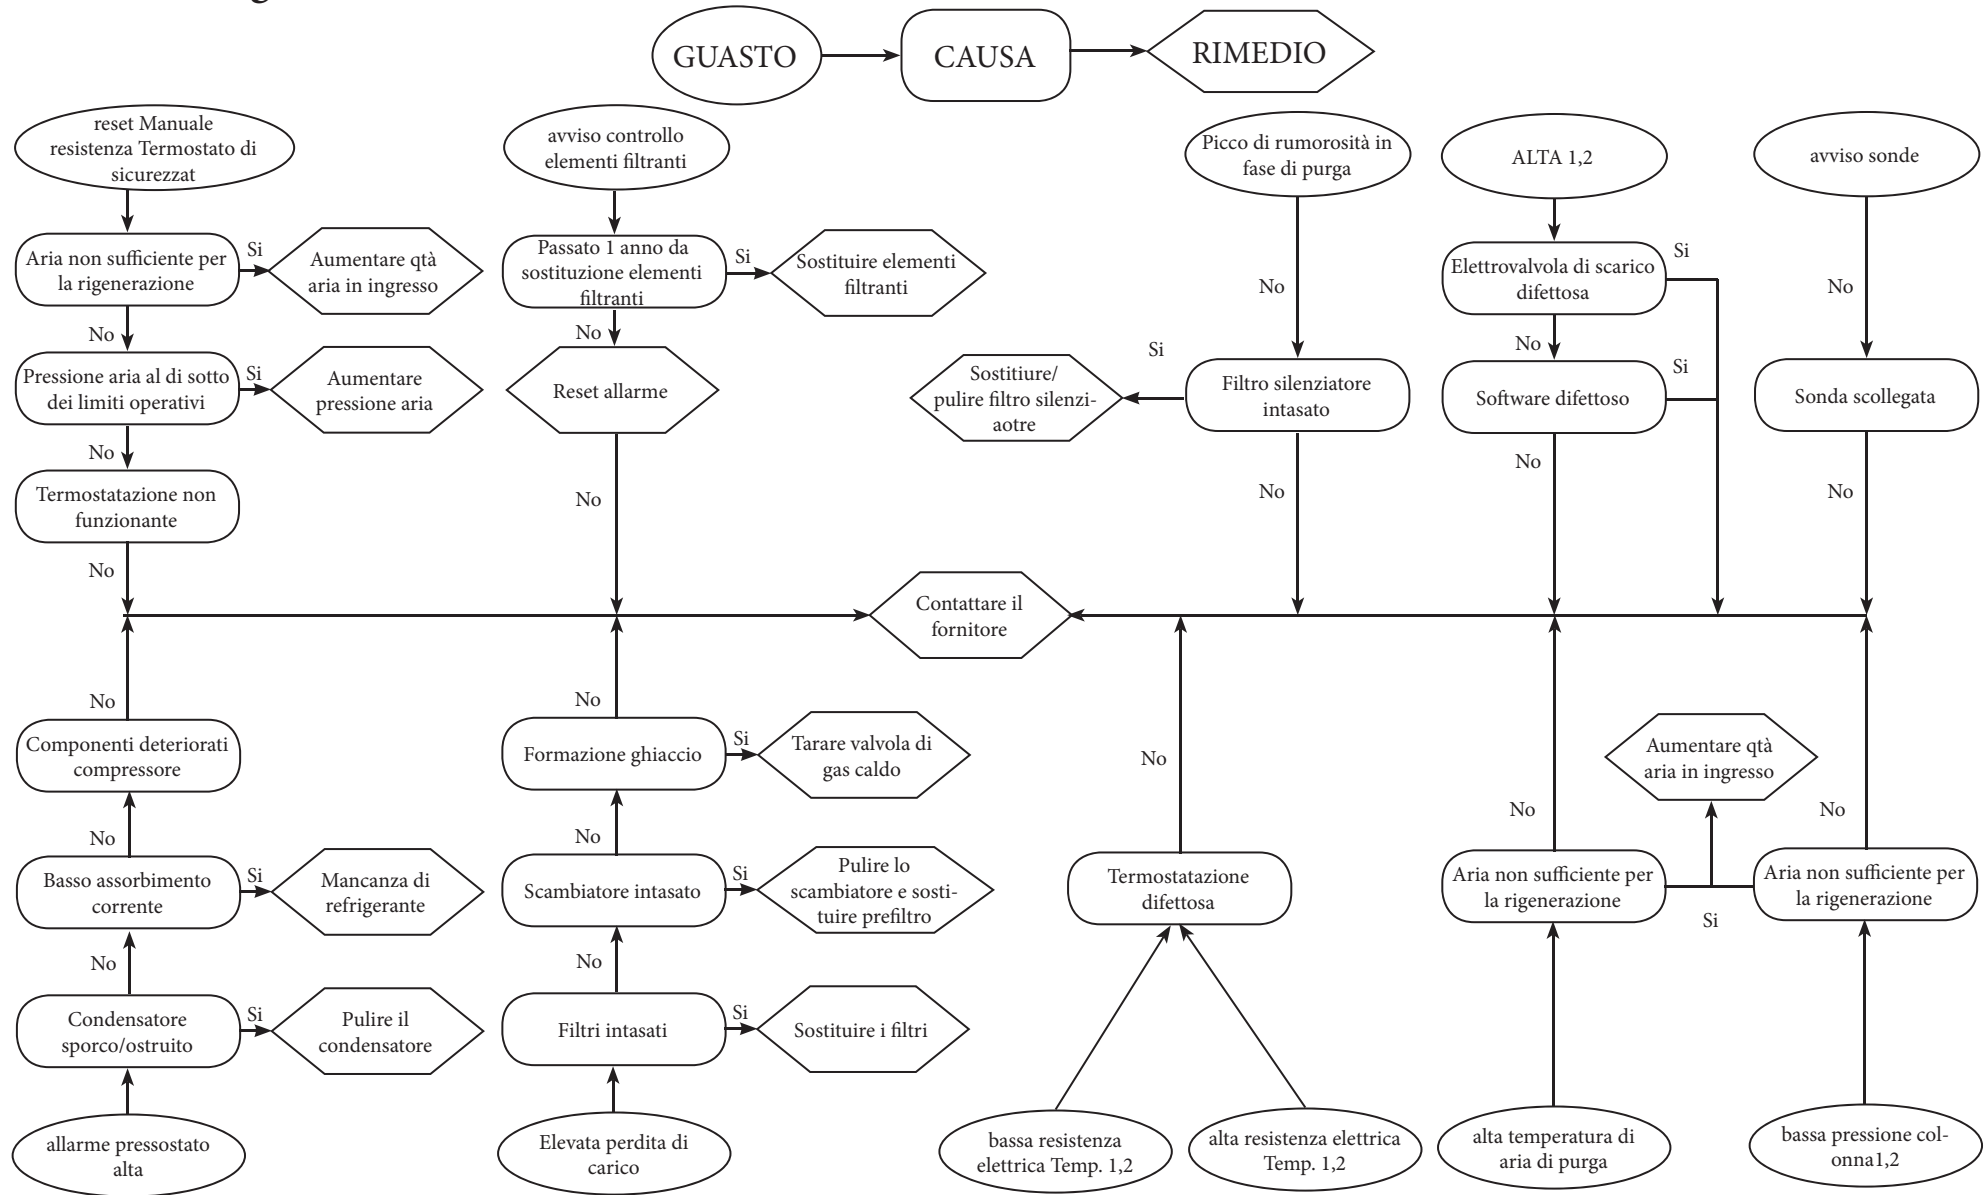 GUASTO
CAUSA
RIMEDIO
reset Manuale
resistenza Termostato di
sicurezzat
avviso controllo
elementi filtranti
Picco di rumorosità in
fase di purga
ALTA 1,2
avviso sonde
Aria non sufficiente per
la rigenerazione
Si
Aumentare qtà
aria in ingresso
Passato 1 anno da
sostituzione elementi
filtranti
Si
Sostituire elementi
filtranti
No
Elettrovalvola di scarico
difettosa
Si
No
No
No
No
Pressione aria al di sotto
dei limiti operativi
Si
Aumentare
pressione aria
Reset allarme
Sostitiure/
pulire filtro silenzi-
aotre
Si
Filtro silenziatore
intasato
Software difettoso
Si
Sonda scollegata
No
Termostatazione non
funzionante
No
No
No
No
No
Contattare il
fornitore
No
Componenti deteriorati
compressore
No
Formazione ghiaccio
Si
Tarare valvola di
gas caldo
No
Aumentare qtà
aria in ingresso
No
No
No
Basso assorbimento
corrente
Si
Mancanza di
refrigerante
No
Scambiatore intasato
Si
Pulire lo
scambiatore e sosti-
tuire prefiltro
Termostatazione
difettosa
Aria non sufficiente per
la rigenerazione
Si
Aria non sufficiente per
la rigenerazione
No
Condensatore
sporco/ostruito
Si
Pulire il
condensatore
No
Filtri intasati
Si
Sostituire i filtri
allarme pressostato
alta
Elevata perdita di
carico
bassa resistenza
elettrica Temp. 1,2
alta resistenza elettrica
Temp. 1,2
alta temperatura di
aria di purga
bassa pressione col-
onna1,2